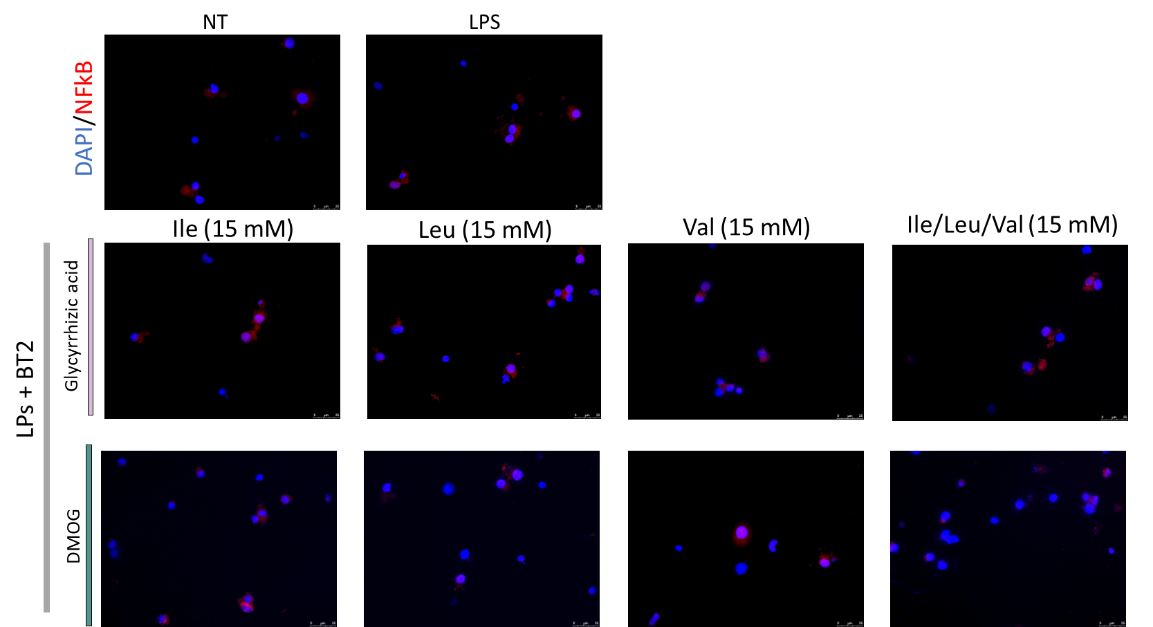 NT
LPS
DAPI/NFkB
Ile (15 mM)
Leu (15 mM)
Val (15 mM)
Ile/Leu/Val (15 mM)
LPs + BT2
Glycyrrhizic acid
DMOG